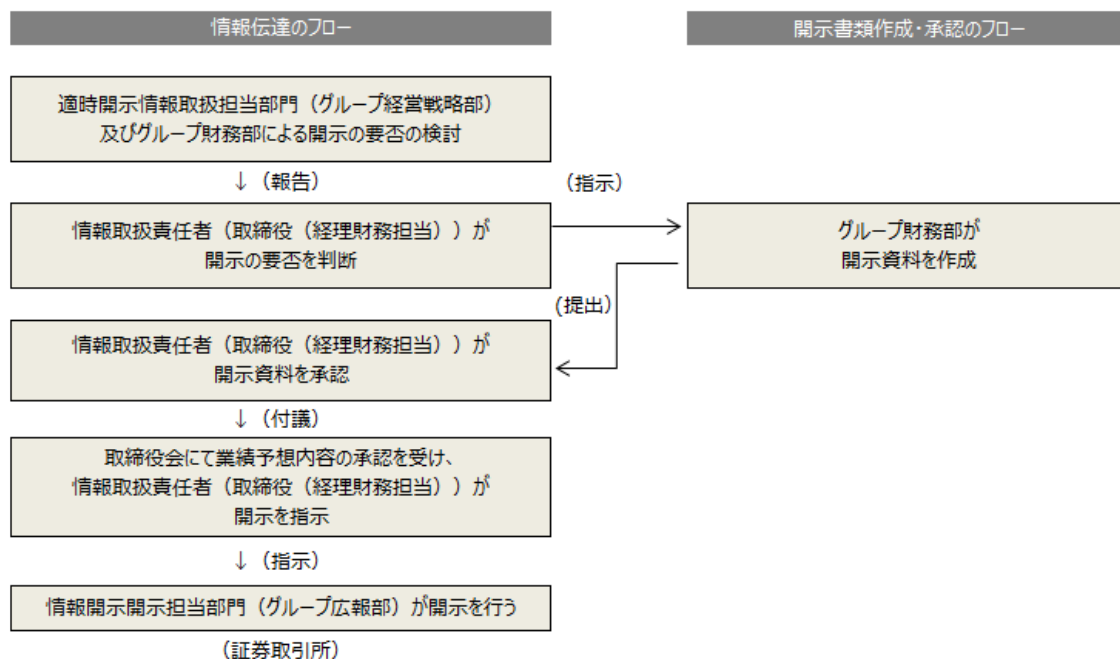 情報伝達のフロー
開示書類作成・承認のフロー
適時開示情報取扱担当部門（グループ経営戦略部）
及びグループ財務部による開示の要否の検討
↓（報告）
（指示）
情報取扱責任者（取締役（経理財務担当））が
開示の要否を判断
グループ財務部が
開示資料を作成
（提出）
情報取扱責任者（取締役（経理財務担当））が
開示資料を承認
↓（付議）
取締役会にて業績予想内容の承認を受け、
情報取扱責任者（取締役（経理財務担当））が
開示を指示
↓（指示）
情報開示開示担当部門（グループ広報部）が開示を行う
（証券取引所）